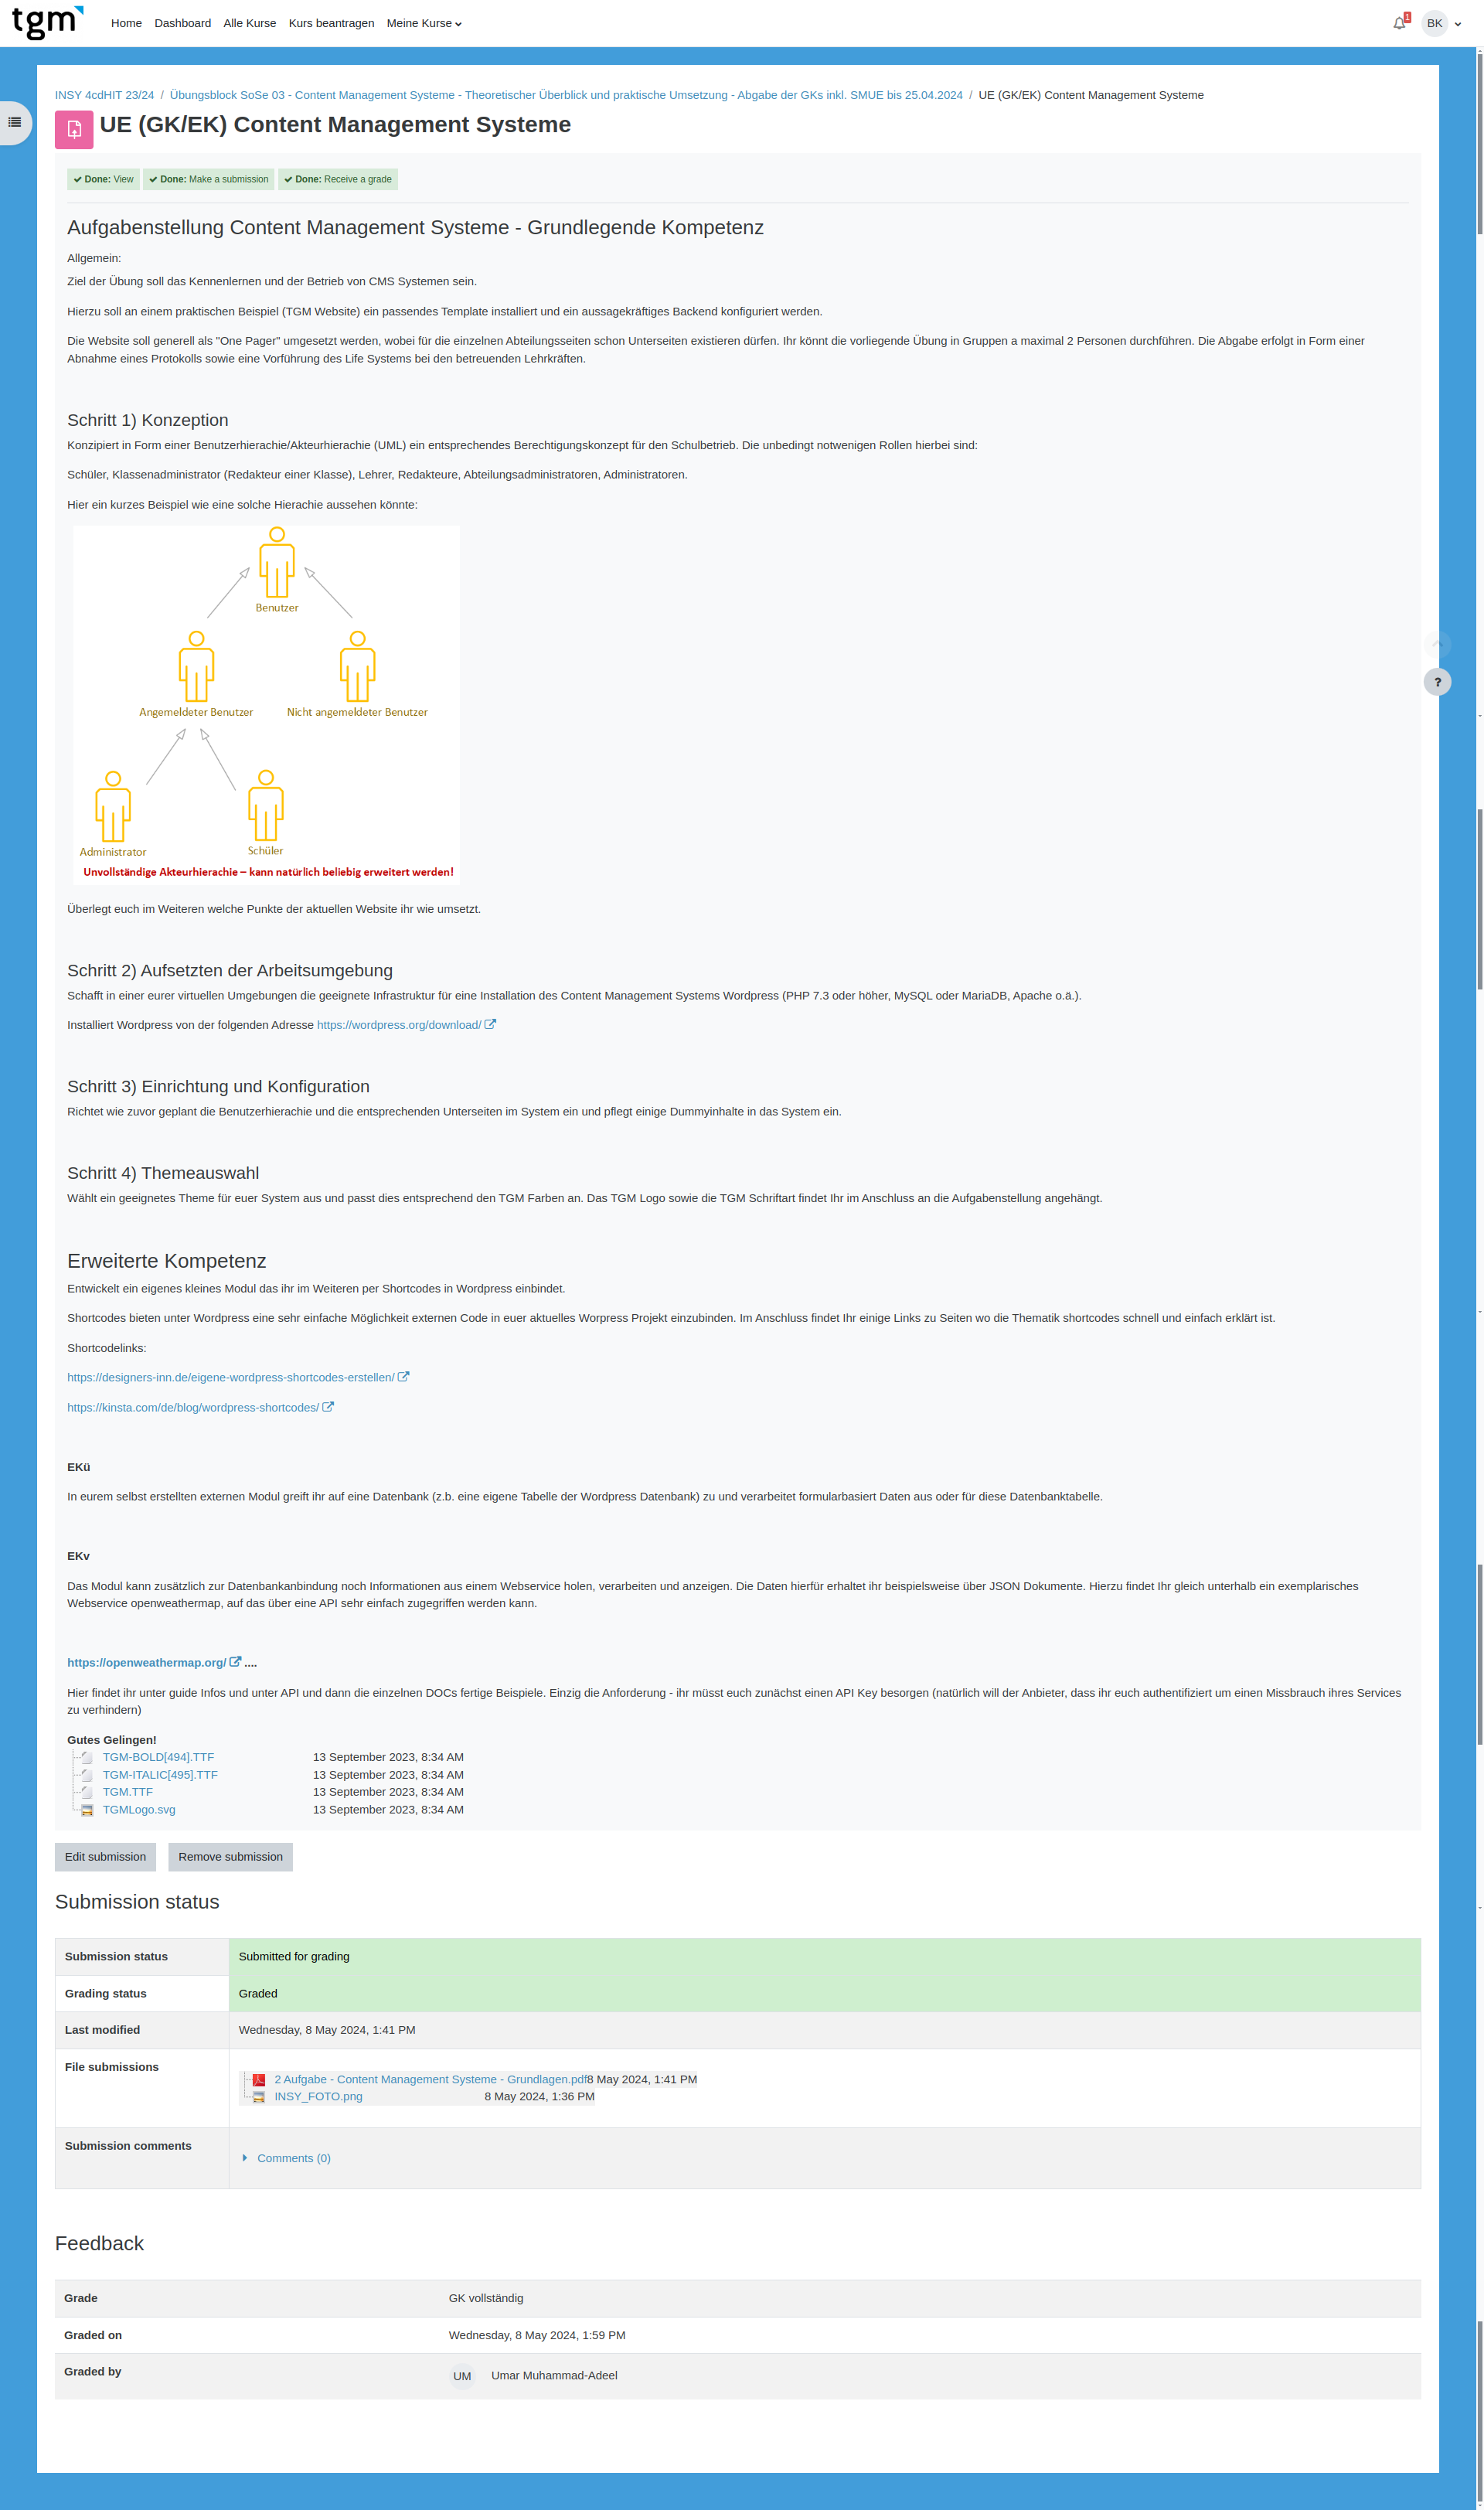 tgm Home Dashboard Alle Kurse Kurs beantragen Meine Kurse 1 BK
INSY 4cdHIT 23/24 / Übungsblock SoSe 03 - Content Management Systeme - Theoretischer Überblick und praktische Umsetzung - Abgabe der GKs inkl. SMUE bis 25.04.2024 / UE (GK/EK) Content Management Systeme
UE (GK/EK) Content Management Systeme
Done: View Done: Make a submission Done: Receive a grade
Aufgabenstellung Content Management Systeme - Grundlegende Kompetenz
Allgemein:
Ziel der Übung soll das Kennenlernen und der Betrieb von CMS Systemen sein.
Hierzu soll an einem praktischen Beispiel (TGM Website) ein passendes Template installiert und ein aussagekräftiges Backend konfiguriert werden.
Die Website soll generell als "One Pager" umgesetzt werden, wobei für die einzelnen Abteilungsseiten schon Unterseiten existieren dürfen. Ihr könnt die vorliegende Übung in Gruppen a maximal 2 Personen durchführen. Die Abgabe erfolgt in Form einer
Abnahme eines Protokolls sowie eine Vorführung des Life Systems bei den betreuenden Lehrkräften.
Schritt 1) Konzeption
Konzipiert in Form einer Benutzerhierachie/Akteurhierachie (UML) ein entsprechendes Berechtigungskonzept für den Schulbetrieb. Die unbedingt notwenigen Rollen hierbei sind:
Schüler, Klassenadministrator (Redakteur einer Klasse), Lehrer, Redakteure, Abteilungsadministratoren, Administratoren.
Hier ein kurzes Beispiel wie eine solche Hierachie aussehen könnte:
Benutzer
?
Angemeldeter Benutzer Nicht angemeldeter Benutzer
Administrator Schüler
Unvollständige Akteurhierachie – kann natürlich beliebig erweitert werden!
Überlegt euch im Weiteren welche Punkte der aktuellen Website ihr wie umsetzt.
Schritt 2) Aufsetzten der Arbeitsumgebung
Schafft in einer eurer virtuellen Umgebungen die geeignete Infrastruktur für eine Installation des Content Management Systems Wordpress (PHP 7.3 oder höher, MySQL oder MariaDB, Apache o.ä.).
Installiert Wordpress von der folgenden Adresse https://wordpress.org/download/
Schritt 3) Einrichtung und Konfiguration
Richtet wie zuvor geplant die Benutzerhierachie und die entsprechenden Unterseiten im System ein und pflegt einige Dummyinhalte in das System ein.
Schritt 4) Themeauswahl
Wählt ein geeignetes Theme für euer System aus und passt dies entsprechend den TGM Farben an. Das TGM Logo sowie die TGM Schriftart findet Ihr im Anschluss an die Aufgabenstellung angehängt.
Erweiterte Kompetenz
Entwickelt ein eigenes kleines Modul das ihr im Weiteren per Shortcodes in Wordpress einbindet.
Shortcodes bieten unter Wordpress eine sehr einfache Möglichkeit externen Code in euer aktuelles Worpress Projekt einzubinden. Im Anschluss findet Ihr einige Links zu Seiten wo die Thematik shortcodes schnell und einfach erklärt ist.
Shortcodelinks:
https://designers-inn.de/eigene-wordpress-shortcodes-erstellen/
https://kinsta.com/de/blog/wordpress-shortcodes/
EKü
In eurem selbst erstellten externen Modul greift ihr auf eine Datenbank (z.b. eine eigene Tabelle der Wordpress Datenbank) zu und verarbeitet formularbasiert Daten aus oder für diese Datenbanktabelle.
EKv
Das Modul kann zusätzlich zur Datenbankanbindung noch Informationen aus einem Webservice holen, verarbeiten und anzeigen. Die Daten hierfür erhaltet ihr beispielsweise über JSON Dokumente. Hierzu findet Ihr gleich unterhalb ein exemplarisches
Webservice openweathermap, auf das über eine API sehr einfach zugegriffen werden kann.
https://openweathermap.org/ ....
Hier findet ihr unter guide Infos und unter API und dann die einzelnen DOCs fertige Beispiele. Einzig die Anforderung - ihr müsst euch zunächst einen API Key besorgen (natürlich will der Anbieter, dass ihr euch authentifiziert um einen Missbrauch ihres Services
zu verhindern)
Gutes Gelingen!
TGM-BOLD[494].TTF 13 September 2023, 8:34 AM
TGM-ITALIC[495].TTF 13 September 2023, 8:34 AM
TGM.TTF 13 September 2023, 8:34 AM
TGMLogo.svg 13 September 2023, 8:34 AM
Edit submission Remove submission
Submission status
Submission status Submitted for grading
Grading status Graded
Last modified Wednesday, 8 May 2024, 1:41 PM
File submissions
2 Aufgabe - Content Management Systeme - Grundlagen.pdf8 May 2024, 1:41 PM
INSY_FOTO.png 8 May 2024, 1:36 PM
Submission comments
Comments (0)
Feedback
Grade GK vollständig
Graded on Wednesday, 8 May 2024, 1:59 PM
Graded by UM Umar Muhammad-Adeel